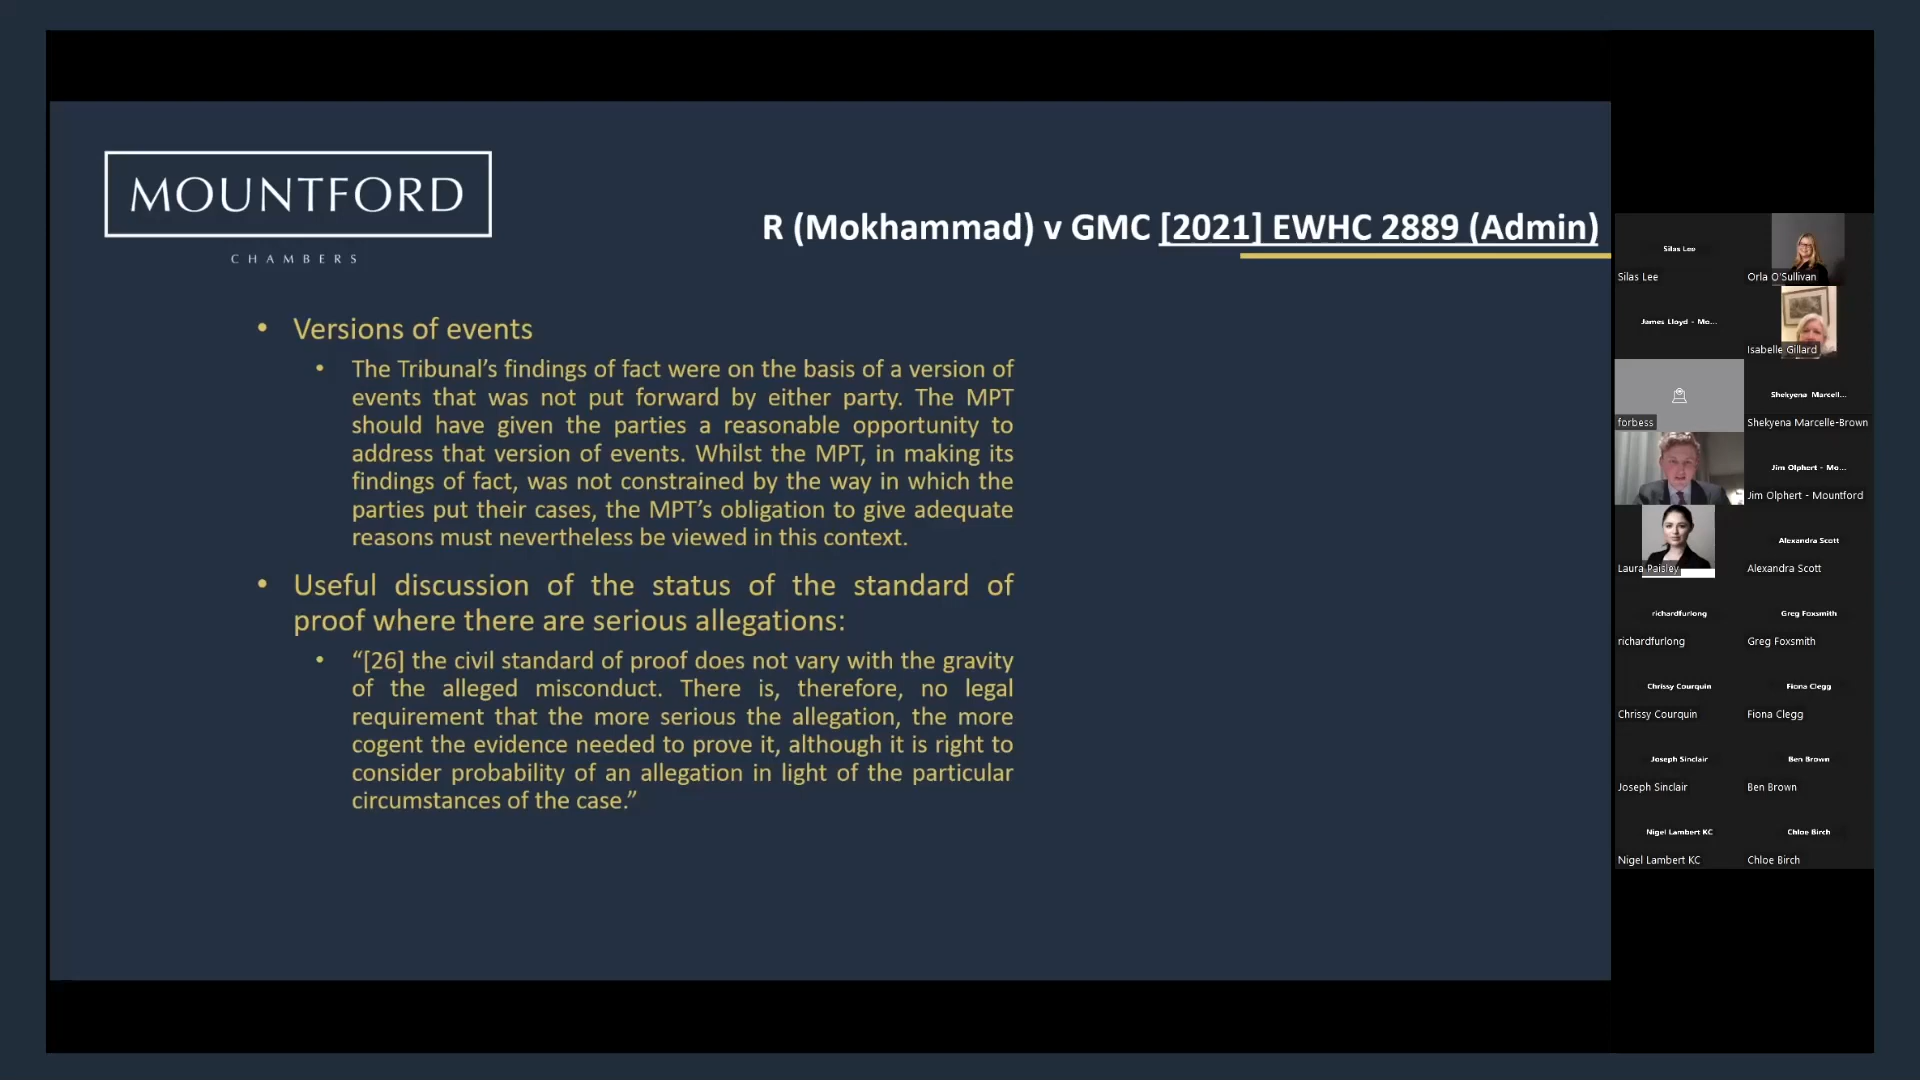 MOUNTFORD
CHAMBERS
R (Mokhammad) v GMC [2021] EWHC 2889 (Admin)
• Versions of events
• The Tribunal’s findings of fact were on the basis of a version of
events that was not put forward by either party. The MPT
should have given the parties a reasonable opportunity to
address that version of events. Whilst the MPT, in making its
findings of fact, was not constrained by the way in which the
parties put their cases, the MPT’s obligation to give adequate
reasons must nevertheless be viewed in this context.
• Useful discussion of the status of the standard of
proof where there are serious allegations:
• “[26] the civil standard of proof does not vary with the gravity
of the alleged misconduct. There is, therefore, no legal
requirement that the more serious the allegation, the more
cogent the evidence needed to prove it, although it is right to
consider probability of an allegation in light of the particular
circumstances of the case.”
Silas Lee
Silas Lee
Orla O'Sullivan
James Lloyd - Mo...
Isabelle Gillard
forbess
Shekyena Marcell...
Shekyena Marcelle-Brown
Jim Olphert - Mo...
Jim Olphert - Mountford
Laura Paisley
Alexandra Scott
Alexandra Scott
richardfurlong
richardfurlong
Greg Foxsmith
Greg Foxsmith
Chrissy Courquin
Chrissy Courquin
Fiona Clegg
Fiona Clegg
Joseph Sinclair
Joseph Sinclair
Ben Brown
Ben Brown
Nigel Lambert KC
Nigel Lambert KC
Chloe Birch
Chloe Birch